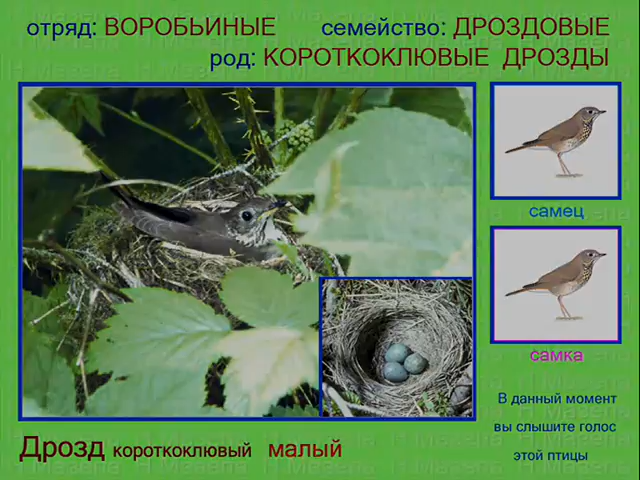 отряд: ВОРОБЬИНЫЕ семейство: ДРОЗДОВЫЕ
род: КОРОТКОКЛЮВЫЕ ДРОЗДЫ
самец
самка
В данный момент
вы слышите голос
этой птицы
Дрозд короткоклювый малый